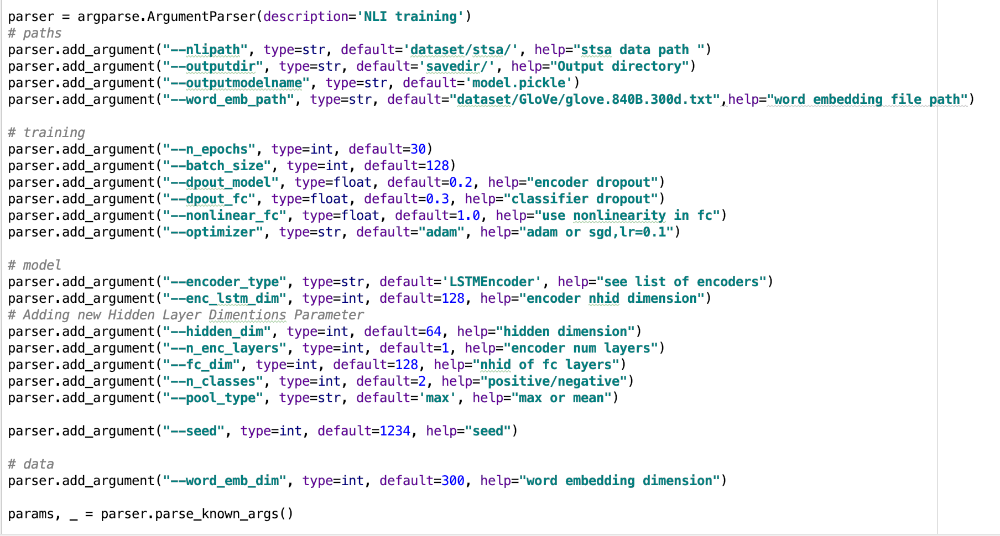 parser = argparse.ArgumentParser(description='NLI training')
# paths
parser.add_argument("--nlipath", type=str, default='dataset/stsa/', help="stsa data path ")
parser.add_argument("--outputdir", type=str, default='savedir/', help="Output directory")
parser.add_argument("--outputmodelname", type=str, default='model.pickle')
parser.add_argument("--word_emb_path", type=str, default="dataset/GloVe/glove.840B.300d.txt",help="word embedding file path")
# training
parser.add_argument("--n_epochs", type=int, default=30)
parser.add_argument("--batch_size", type=int, default=128)
parser.add_argument("--dpout_model", type=float, default=0.2, help="encoder dropout")
parser.add_argument("--dpout_fc", type=float, default=0.3, help="classifier dropout")
parser.add_argument("--nonlinear_fc", type=float, default=1.0, help="use nonlinearity in fc")
parser.add_argument("--optimizer", type=str, default="adam", help="adam or sgd,lr=0.1")
# model
parser.add_argument("--encoder_type", type=str, default='LSTMEncoder', help="see list of encoders")
parser.add_argument("--enc_lstm_dim", type=int, default=128, help="encoder nhid dimension")
# Adding new Hidden Layer Dimentions Parameter
parser.add_argument("--hidden_dim", type=int, default=64, help="hidden dimension")
parser.add_argument("--n_enc_layers", type=int, default=1, help="encoder num layers")
parser.add_argument("--fc_dim", type=int, default=128, help="nhid of fc layers")
parser.add_argument("--n_classes", type=int, default=2, help="positive/negative")
parser.add_argument("--pool_type", type=str, default='max', help="max or mean")
parser.add_argument("--seed", type=int, default=1234, help="seed")
# data
parser.add_argument("--word_emb_dim", type=int, default=300, help="word embedding dimension")
params, _ = parser.parse_known_args()